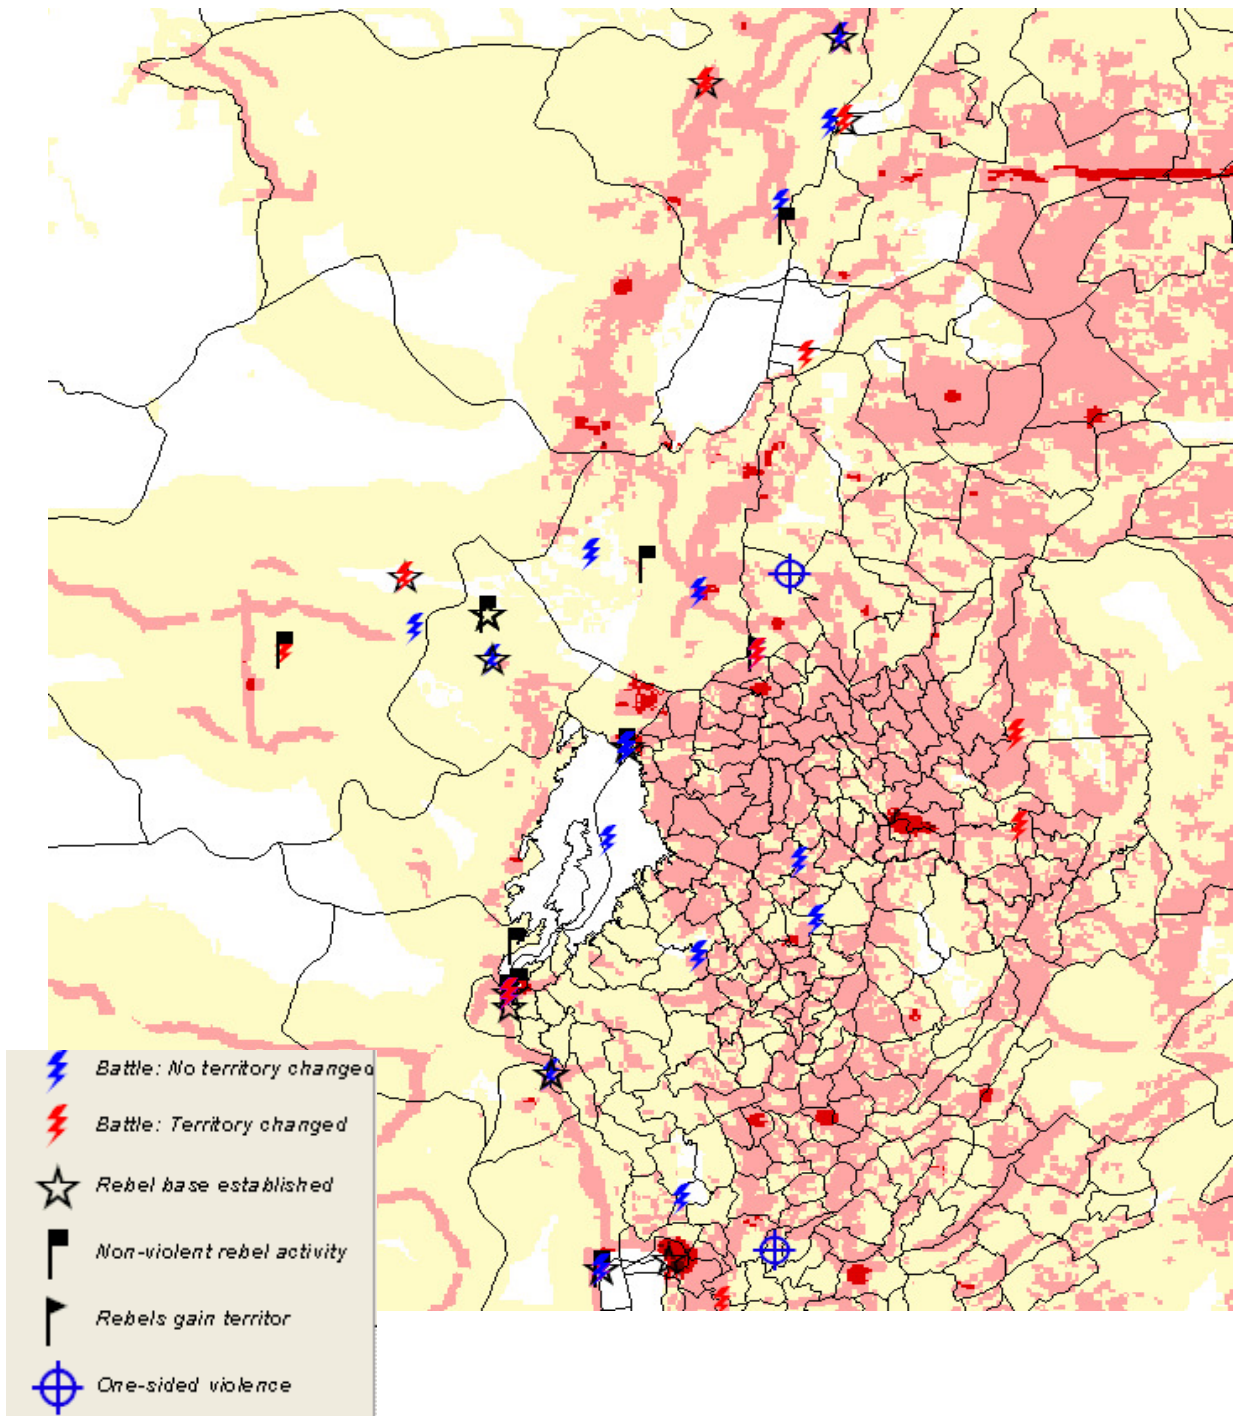 Battle: No territory changed
Battle: Territory changed
Rebel base established
Non-violent rebel activity
Rebels gain territor
One-sided violence